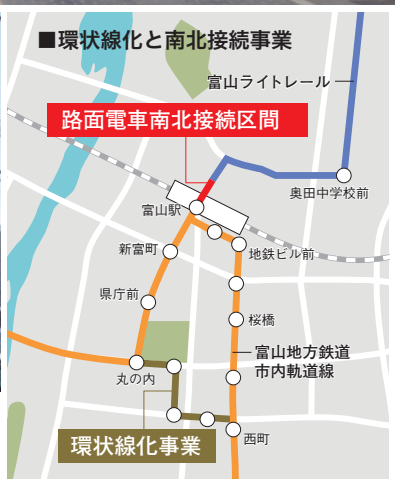 ■環状線化と南北接続事業
富山ライトレール
路面電車南北接続区間
奥田中学校前
富山駅
地鉄ビル前
新富町
県庁前
桜橋
富山地方鉄道
市内軌道線
丸の内
環状線化事業
西町